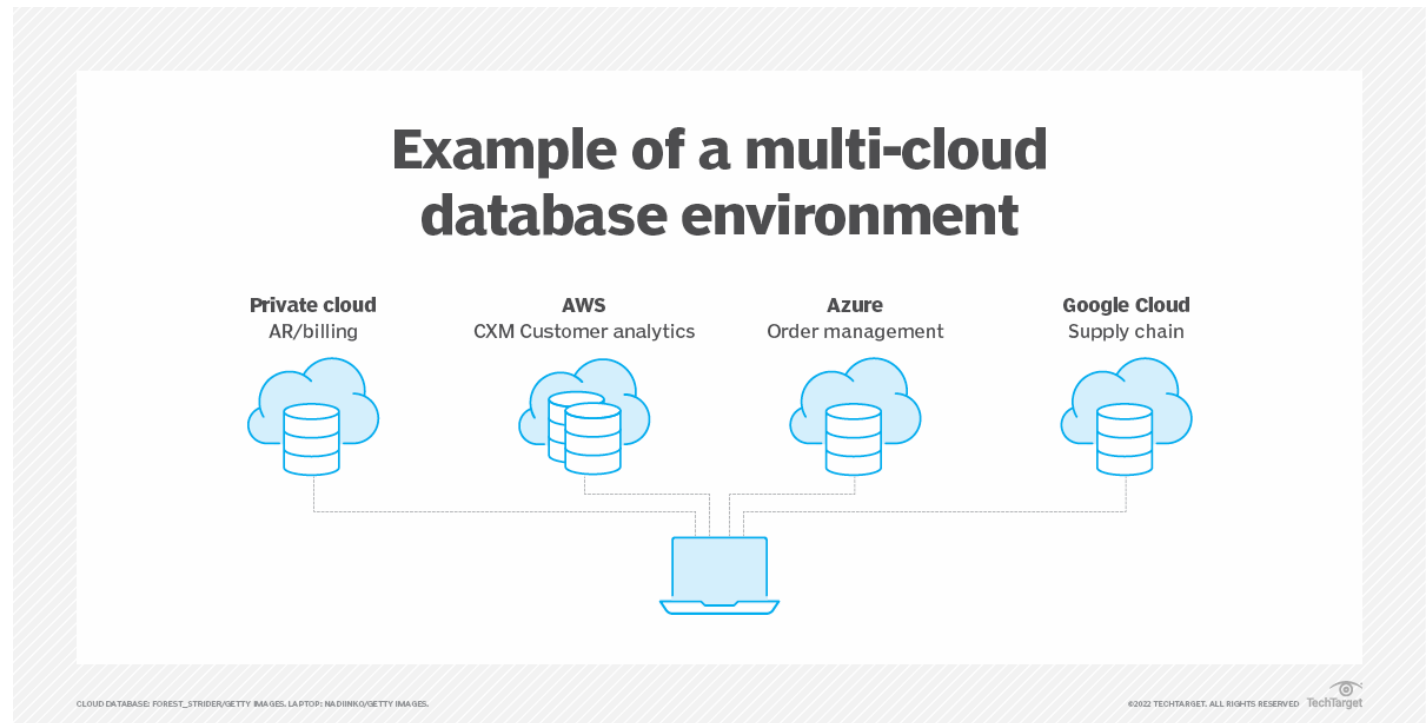 Example of a multi-cloud
database environment
Private cloud
AR/billing
AWS
CXM Customer analytics
Azure
Order management
Google Cloud
Supply chain
CLOUD DATABASE: FOREST_STRIDER/GETTY IMAGES. LAPTOP: NADIINKO/GETTY IMAGES.
©2022 TECHTARGET. ALL RIGHTS RESERVED
TechTarget